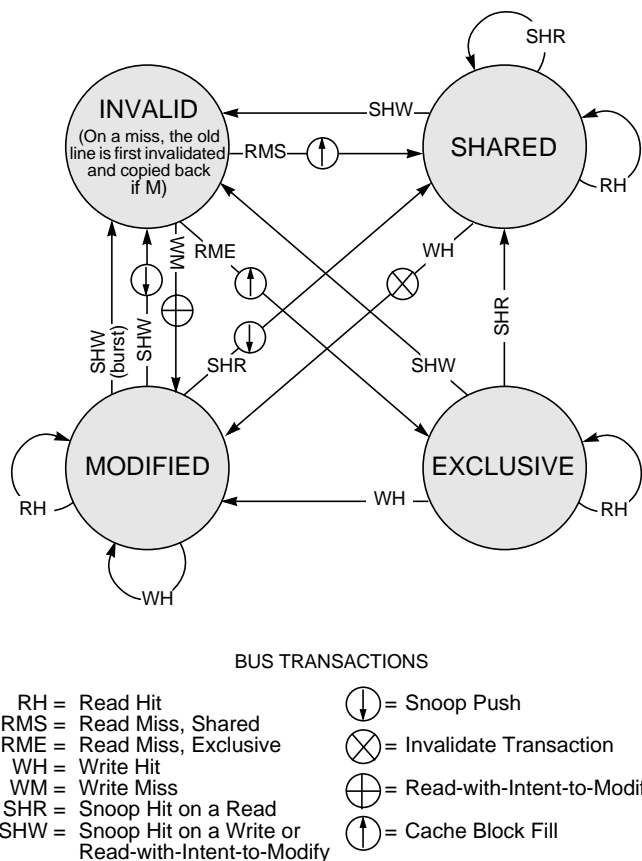 SHR
INVALID
(On a miss, the old
line is first invalidated
and copied back
if M)
SHW
RMS
SHARED
RH
WM
RME
WH
SHW
(burst)
SHW
SHR
SHW
SHR
MODIFIED
EXCLUSIVE
RH
WH
RH
WH
BUS TRANSACTIONS
RH = Read Hit
RMS = Read Miss, Shared
RME = Read Miss, Exclusive
WH = Write Hit
WM = Write Miss
SHR = Snoop Hit on a Read
SHW = Snoop Hit on a Write or
Read-with-Intent-to-Modify
= Snoop Push
= Invalidate Transaction
= Read-with-Intent-to-Modif
= Cache Block Fill